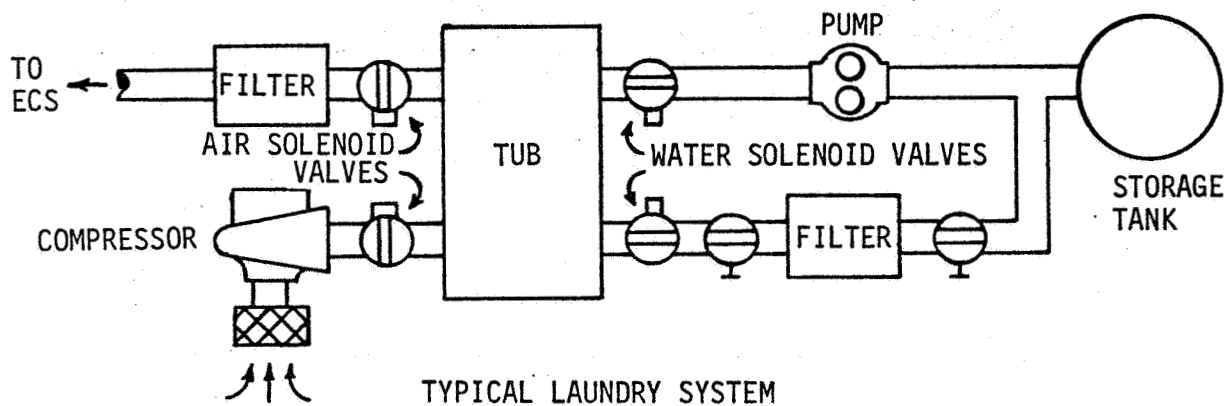 PUMP
TO
ECS
FILTER
AIR SOLENOID
VALVES
TUB
WATER SOLENOID VALVES
STORAGE
TANK
COMPRESSOR
FILTER
TYPICAL LAUNDRY SYSTEM